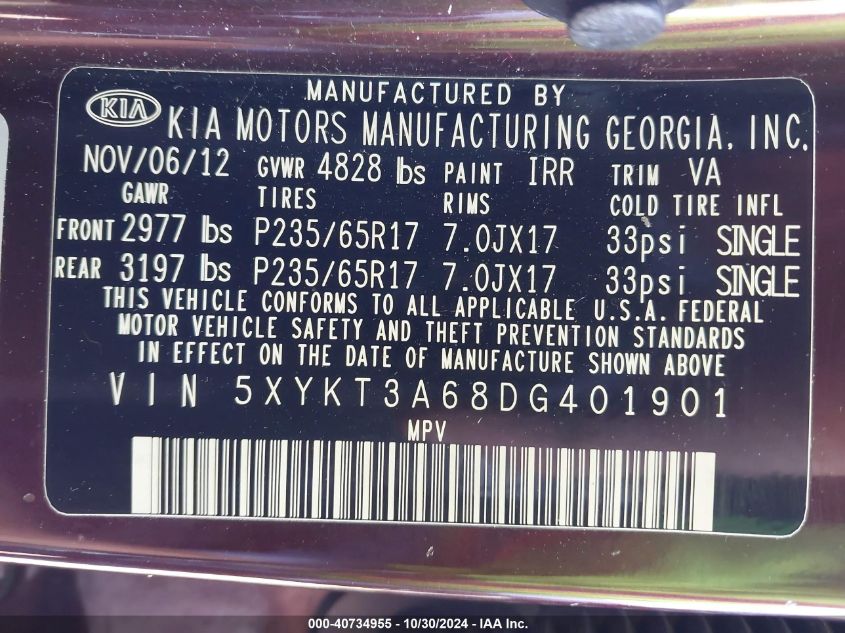 MANUFACTURED BY
KIA KIA MOTORS MANUFACTURING GEORGIA, INC.
NOV/06/12 GVWR 4828 lbs PAINT IRR TRIM VA
GAWR TIRES RIMS COLD TIRE INFL
FRONT 2977 lbs P235/65R17 7.0JX17 33psi SINGLE
REAR 3197 lbs P235/65R17 7.0JX17 33psi SINGLE
THIS VEHICLE CONFORMS TO ALL APPLICABLE U.S.A. FEDERAL
MOTOR VEHICLE SAFETY AND THEFT PREVENTION STANDARDS
IN EFFECT ON THE DATE OF MANUFACTURE SHOWN ABOVE
VIN 5XYKT3A68DG401901
MPV
000-40734955 - 10/30/2024 - IAA Inc.